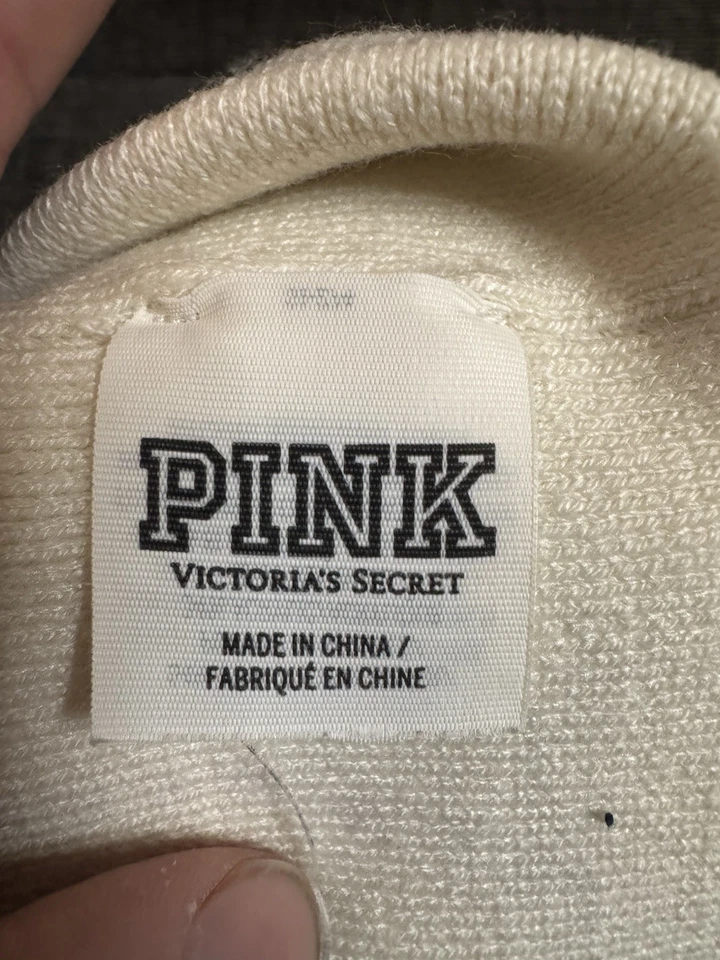 PINK
VICTORIA'S SECRET
MADE IN CHINA /
FABRIQUÉ EN CHINE